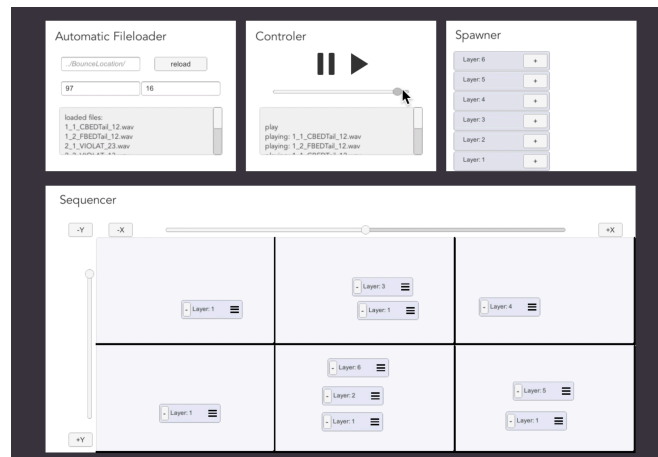 Automatic Fileloader
../BounceLocation/
reload
97
16
loaded files:
1_1_CBEDTail_12.wav
1_2_FBEDTail_12.wav
2_1_VIOLAT_23.wav
Controler
play
playing: 1_1_CBEDTail_12.wav
playing: 1_2_FBEDTail_12.wav
Spawner
Layer: 6 +
Layer: 5 +
Layer: 4 +
Layer: 3 +
Layer: 2 +
Layer: 1 +
Sequencer
-Y
-X
+X
- Layer: 1
- Layer: 3
- Layer: 1
- Layer: 4
- Layer: 1
- Layer: 6
- Layer: 2
- Layer: 1
- Layer: 5
- Layer: 1
+Y